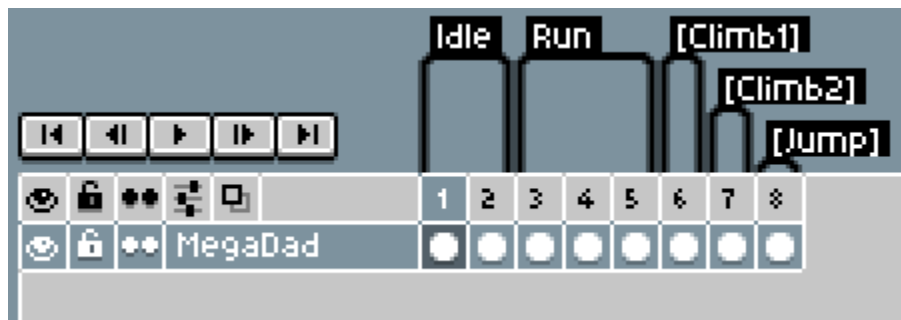 Idle Run [Climb1]
[Climb2]
[Jump]
1 2 3 4 5 6 7 8
MegaDad